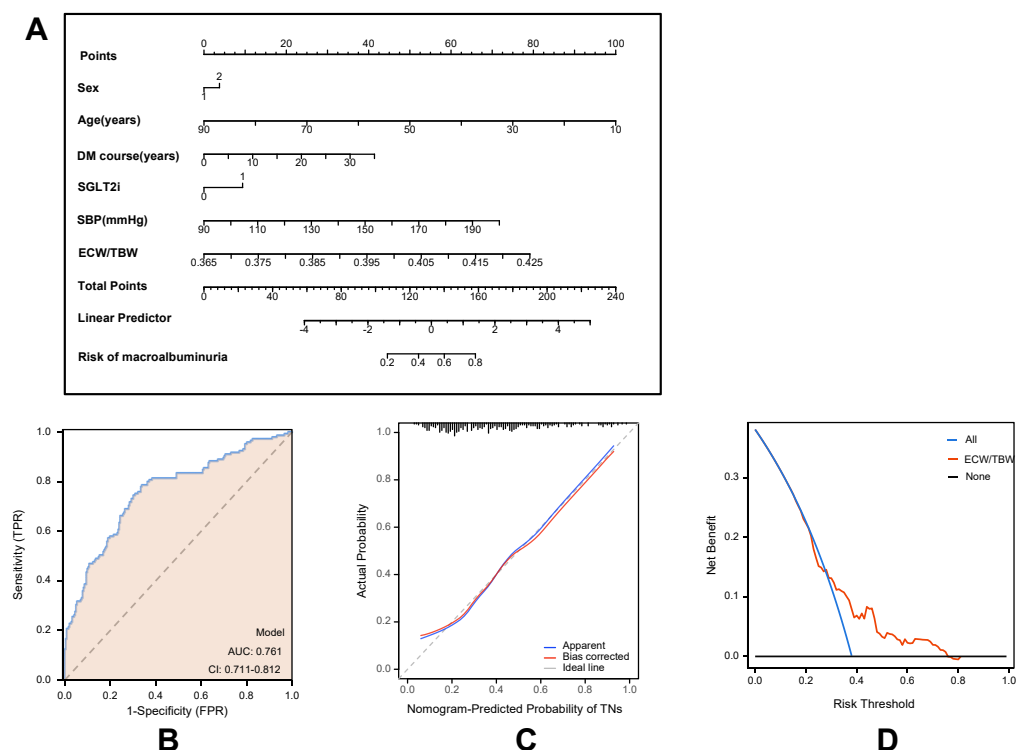 A
Points
0 20 40 60 80 100
Sex
2
1
Age(years)
90 70 50 30 10
DM course(years)
0 10 20 30
SGLT2i
1
0
SBP(mmHg)
90 110 130 150 170 190
ECW/TBW
0.365 0.375 0.385 0.395 0.405 0.415 0.425
Total Points
0 40 80 120 160 200 240
Linear Predictor
-4 -2 0 2 4
Risk of macroalbuminuria
0.2 0.4 0.6 0.8
Sensitivity (TPR)
1.0
0.8
0.6
0.4
0.2
0.0
Model
AUC: 0.761
CI: 0.711-0.812
0.0 0.2 0.4 0.6 0.8 1.0
1-Specificity (FPR)
B
Actual Probability
1.0
0.8
0.6
0.4
0.2
0.0
Apparent
Bias corrected
Ideal line
0.0 0.2 0.4 0.6 0.8 1.0
Nomogram-Predicted Probability of TNs
C
Net Benefit
0.3
0.2
0.1
0.0
All
ECW/TBW
None
0.0 0.2 0.4 0.6 0.8 1.0
Risk Threshold
D